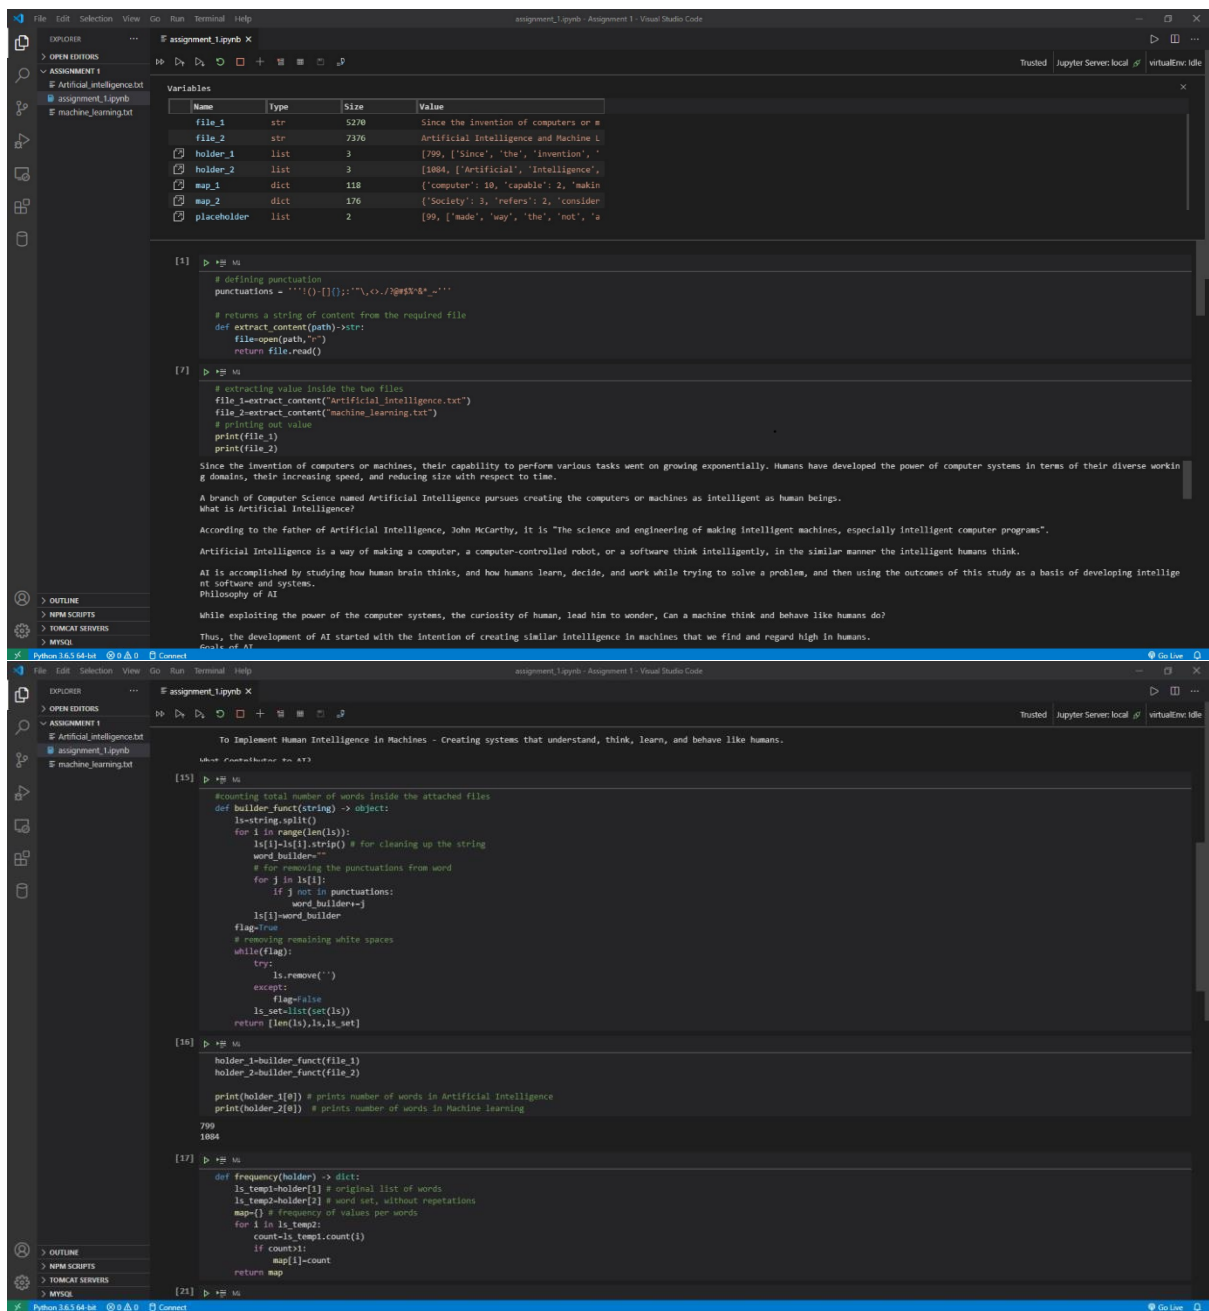 File Edit Selection View Go Run Terminal Help
assignment_1.ipynb - Assignment 1 - Visual Studio Code
EXPLORER
assignment_1.ipynb
OPEN EDITORS
ASSIGNMENT 1
Artificial_intelligence.txt
assignment_1.ipynb
machine_learning.txt
Trusted Jupyter Server: local virtualEnv: Idle
Variables
Name Type Size Value
file_1 str 5270 Since the invention of computers or m
file_2 str 7376 Artificial Intelligence and Machine L
holder_1 list 3 [799, ['Since', 'the', 'invention', '
holder_2 list 3 [1084, ['Artificial', 'Intelligence',
map_1 dict 118 {'computer': 10, 'capable': 2, 'makin
map_2 dict 176 {'Society': 3, 'refers': 2, 'consider
placeholder list 2 [99, ['made', 'way', 'the', 'not', 'a
[1]
# defining punctuation
punctuations = '''!()-[]{};:'"\,<>./?@#$%^&*_~'''
# returns a string of content from the required file
def extract_content(path)->str:
file=open(path,"r")
return file.read()
[7]
# extracting value inside the two files
file_1=extract_content("Artificial_intelligence.txt")
file_2=extract_content("machine_learning.txt")
# printing out value
print(file_1)
print(file_2)
Since the invention of computers or machines, their capability to perform various tasks went on growing exponentially. Humans have developed the power of computer systems in terms of their diverse workin
g domains, their increasing speed, and reducing size with respect to time.
A branch of Computer Science named Artificial Intelligence pursues creating the computers or machines as intelligent as human beings.
What is Artificial Intelligence?
According to the father of Artificial Intelligence, John McCarthy, it is "The science and engineering of making intelligent machines, especially intelligent computer programs".
Artificial Intelligence is a way of making a computer, a computer-controlled robot, or a software think intelligently, in the similar manner the intelligent humans think.
AI is accomplished by studying how human brain thinks, and how humans learn, decide, and work while trying to solve a problem, and then using the outcomes of this study as a basis of developing intellige
nt software and systems.
Philosophy of AI
While exploiting the power of the computer systems, the curiosity of human, lead him to wonder, Can a machine think and behave like humans do?
Thus, the development of AI started with the intention of creating similar intelligence in machines that we find and regard high in humans.
Goals of AI
OUTLINE
NPM SCRIPTS
TOMCAT SERVERS
MYSQL
Python 3.6.5 64-bit 0 0 Connect
Go Live
File Edit Selection View Go Run Terminal Help
assignment_1.ipynb - Assignment 1 - Visual Studio Code
EXPLORER
assignment_1.ipynb
OPEN EDITORS
ASSIGNMENT 1
Artificial_intelligence.txt
assignment_1.ipynb
machine_learning.txt
Trusted Jupyter Server: local virtualEnv: Idle
To Implement Human Intelligence in Machines - Creating systems that understand, think, learn, and behave like humans.
What Contributes to AI?
[15]
#counting total number of words inside the attached files
def builder_funct(string) -> object:
ls=string.split()
for i in range(len(ls)):
ls[i]=ls[i].strip() # for cleaning up the string
word_builder=""
# for removing the punctuations from word
for j in ls[i]:
if j not in punctuations:
word_builder+=j
ls[i]=word_builder
flag=True
# removing remaining white spaces
while(flag):
try:
ls.remove('')
except:
flag=False
ls_set=list(set(ls))
return [len(ls),ls,ls_set]
[16]
holder_1=builder_funct(file_1)
holder_2=builder_funct(file_2)
print(holder_1[0]) # prints number of words in Artificial Intelligence
print(holder_2[0]) # prints number of words in Machine learning
799
1084
[17]
def frequency(holder) -> dict:
ls_temp1=holder[1] # original list of words
ls_temp2=holder[2] # word set, without repetations
map={} # frequency of values per words
for i in ls_temp2:
count=ls_temp1.count(i)
if count>1:
map[i]=count
return map
[21]
OUTLINE
NPM SCRIPTS
TOMCAT SERVERS
MYSQL
Python 3.6.5 64-bit 0 0 Connect
Go Live